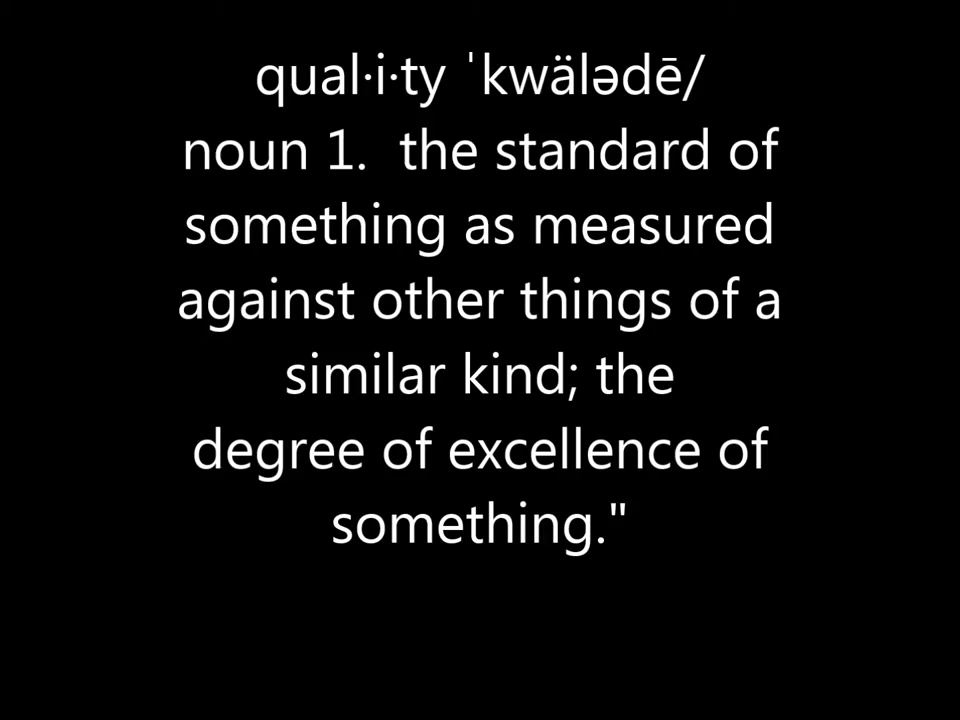 qual·i·ty ˈkwälədē/
noun 1.  the standard of
something as measured
against other things of a
similar kind; the
degree of excellence of
something."